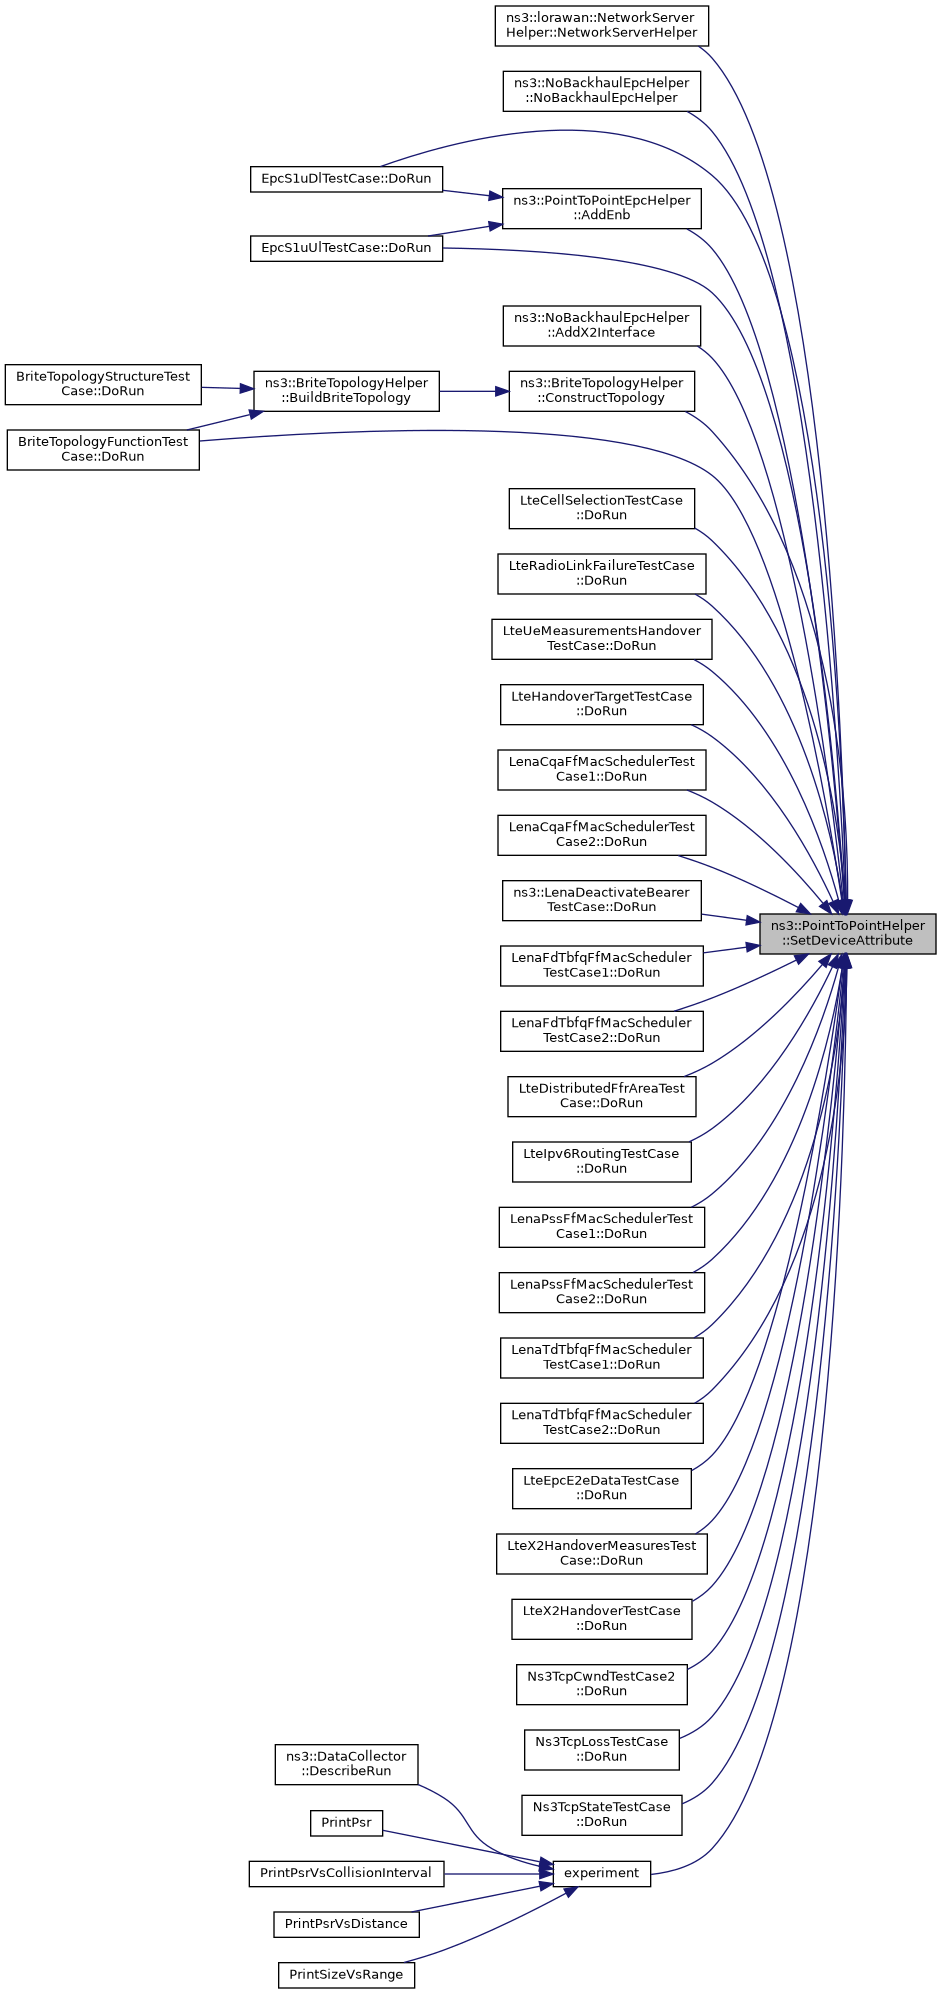 ns3::lorawan::NetworkServer
Helper::NetworkServerHelper
ns3::NoBackhaulEpcHelper
::NoBackhaulEpcHelper
EpcS1uDlTestCase::DoRun
ns3::PointToPointEpcHelper
::AddEnb
EpcS1uUlTestCase::DoRun
ns3::NoBackhaulEpcHelper
::AddX2Interface
BriteTopologyStructureTest
Case::DoRun
ns3::BriteTopologyHelper
::BuildBriteTopology
ns3::BriteTopologyHelper
::ConstructTopology
BriteTopologyFunctionTest
Case::DoRun
LteCellSelectionTestCase
::DoRun
LteRadioLinkFailureTestCase
::DoRun
LteUeMeasurementsHandover
TestCase::DoRun
LteHandoverTargetTestCase
::DoRun
LenaCqaFfMacSchedulerTest
Case1::DoRun
LenaCqaFfMacSchedulerTest
Case2::DoRun
ns3::LenaDeactivateBearer
TestCase::DoRun
ns3::PointToPointHelper
::SetDeviceAttribute
LenaFdTbfqFfMacScheduler
TestCase1::DoRun
LenaFdTbfqFfMacScheduler
TestCase2::DoRun
LteDistributedFfrAreaTest
Case::DoRun
LteIpv6RoutingTestCase
::DoRun
LenaPssFfMacSchedulerTest
Case1::DoRun
LenaPssFfMacSchedulerTest
Case2::DoRun
LenaTdTbfqFfMacScheduler
TestCase1::DoRun
LenaTdTbfqFfMacScheduler
TestCase2::DoRun
LteEpcE2eDataTestCase
::DoRun
LteX2HandoverMeasuresTest
Case::DoRun
LteX2HandoverTestCase
::DoRun
Ns3TcpCwndTestCase2
::DoRun
Ns3TcpLossTestCase
::DoRun
Ns3TcpStateTestCase
::DoRun
ns3::DataCollector
::DescribeRun
PrintPsr
PrintPsrVsCollisionInterval
experiment
PrintPsrVsDistance
PrintSizeVsRange